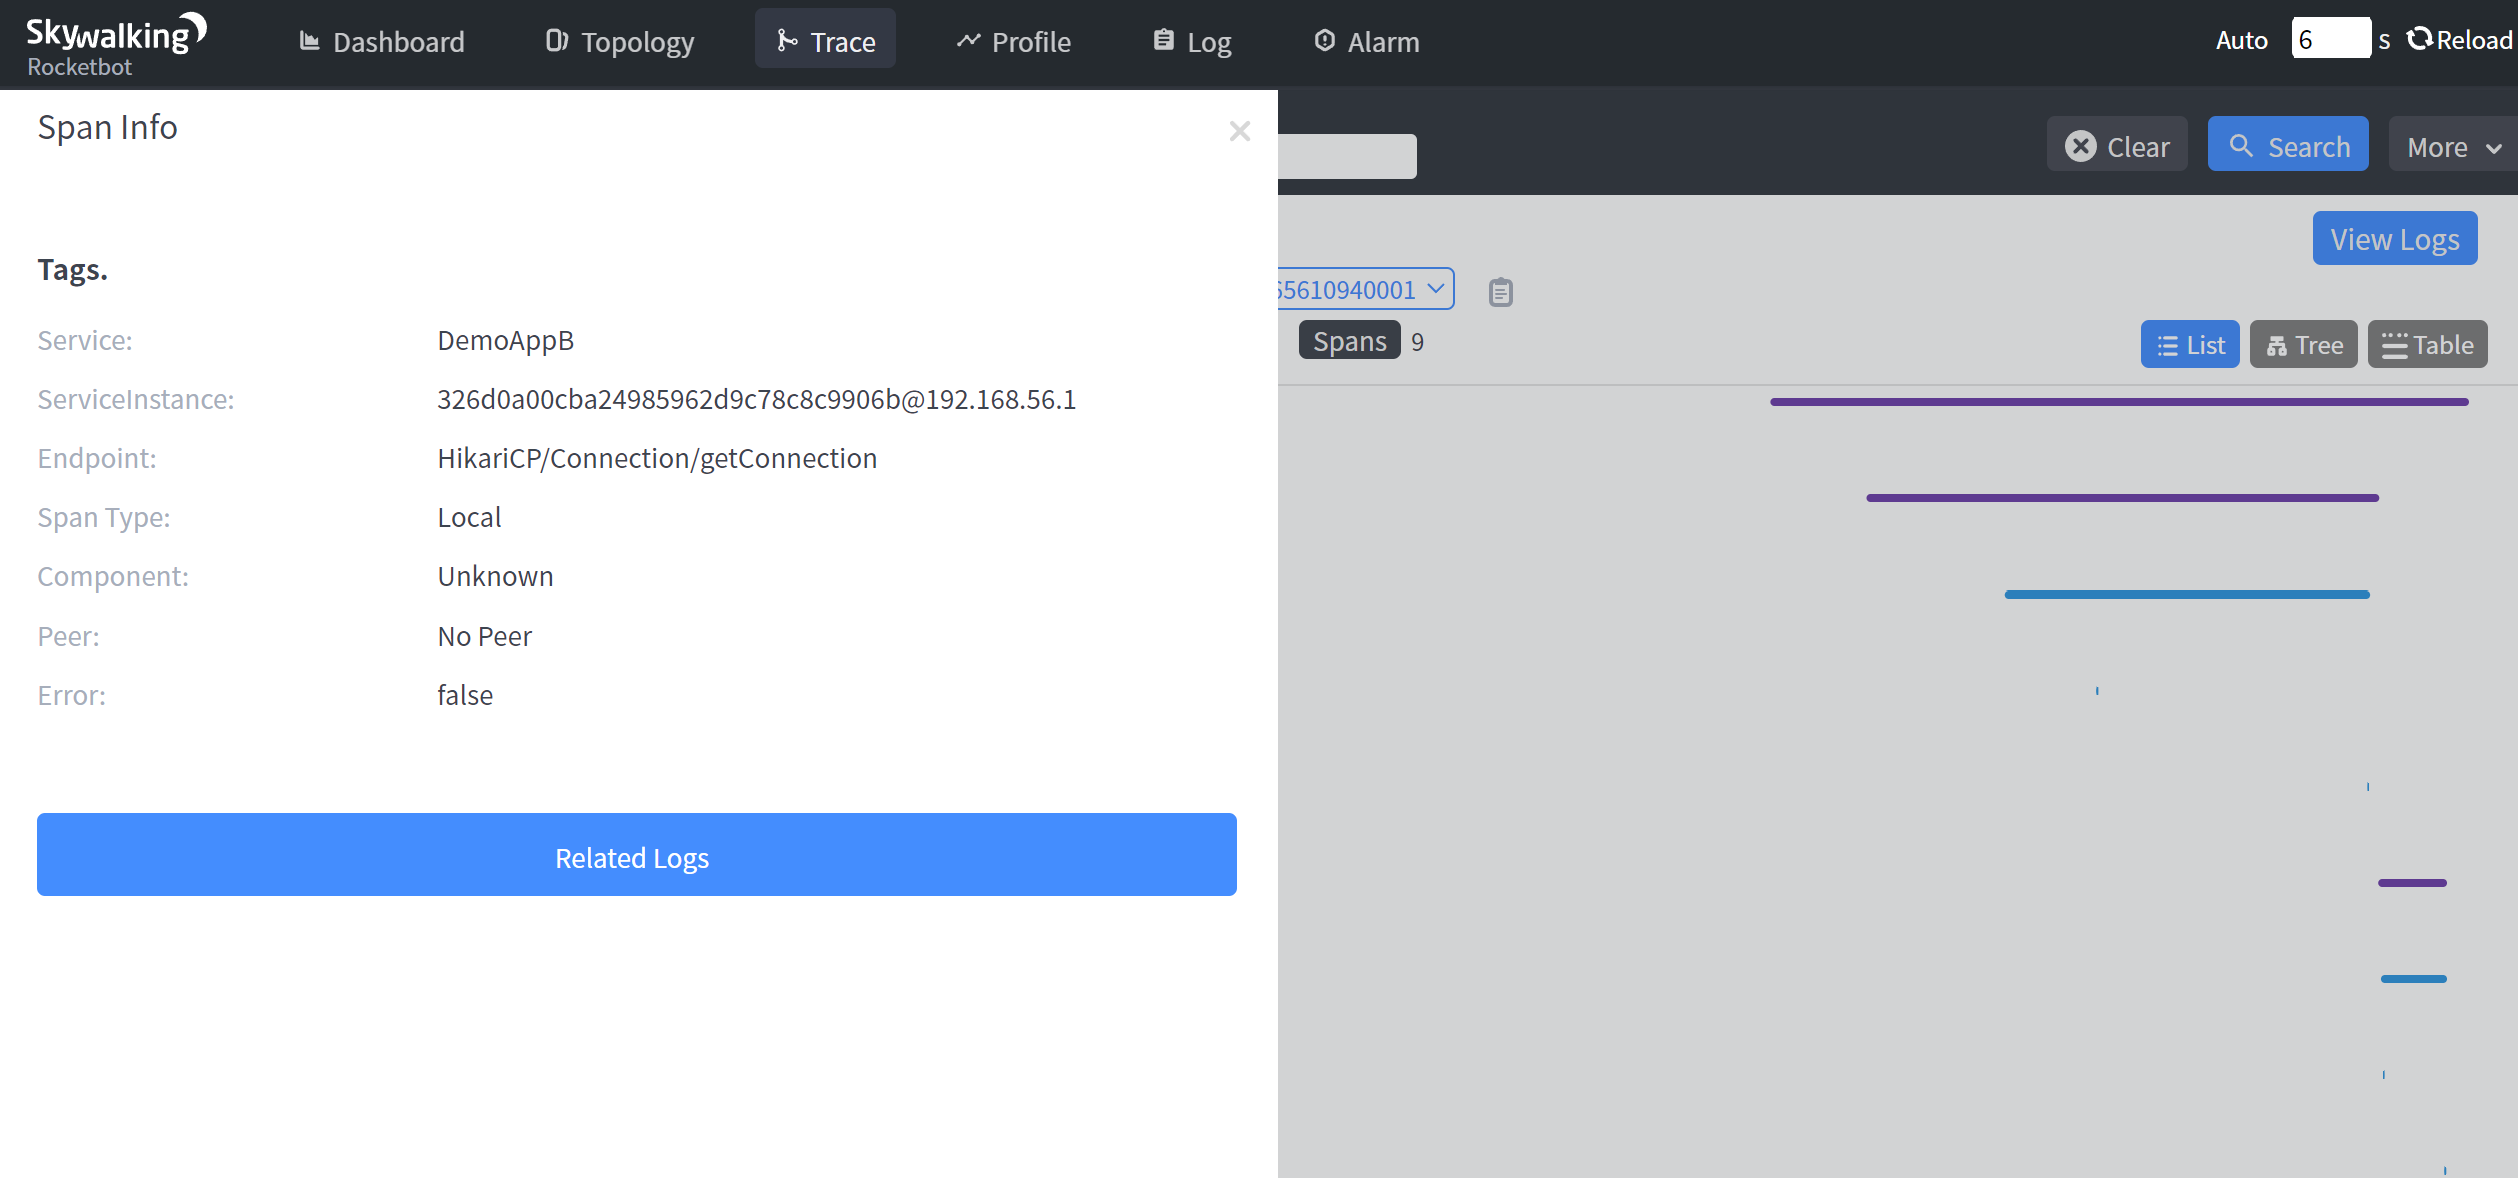 Skywalking
Rocketbot
Dashboard
Topology
Trace
Profile
Log
Alarm
Auto 6 s Reload
Span Info
Clear
Search
More
View Logs
Tags.
65610940001
Spans 9
List
Tree
Table
Service: DemoAppB
ServiceInstance: 326d0a00cba24985962d9c78c8c9906b@192.168.56.1
Endpoint: HikariCP/Connection/getConnection
Span Type: Local
Component: Unknown
Peer: No Peer
Error: false
Related Logs